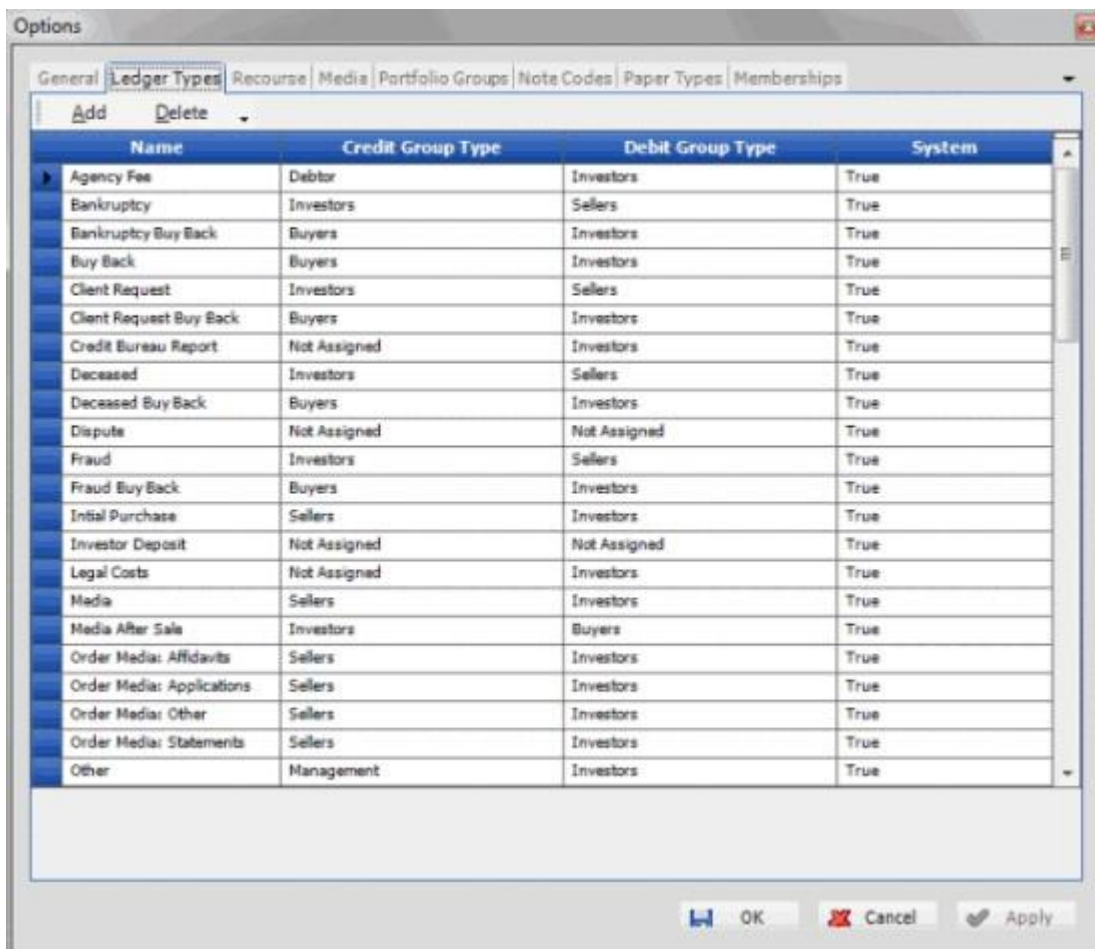 Options
General Ledger Types Recourse Media Portfolio Groups Note Codes Paper Types Memberships
Add Delete
Name Credit Group Type Debit Group Type System
Agency Fee Debtor Investors True
Bankruptcy Investors Sellers True
Bankruptcy Buy Back Buyers Investors True
Buy Back Buyers Investors True
Client Request Investors Sellers True
Client Request Buy Back Buyers Investors True
Credit Bureau Report Not Assigned Investors True
Deceased Investors Sellers True
Deceased Buy Back Buyers Investors True
Dispute Not Assigned Not Assigned True
Fraud Investors Sellers True
Fraud Buy Back Buyers Investors True
Intial Purchase Sellers Investors True
Investor Deposit Not Assigned Not Assigned True
Legal Costs Not Assigned Investors True
Media Sellers Investors True
Media After Sale Investors Buyers True
Order Media: Affidavits Sellers Investors True
Order Media: Applications Sellers Investors True
Order Media: Other Sellers Investors True
Order Media: Statements Sellers Investors True
Other Management Investors True
OK Cancel Apply